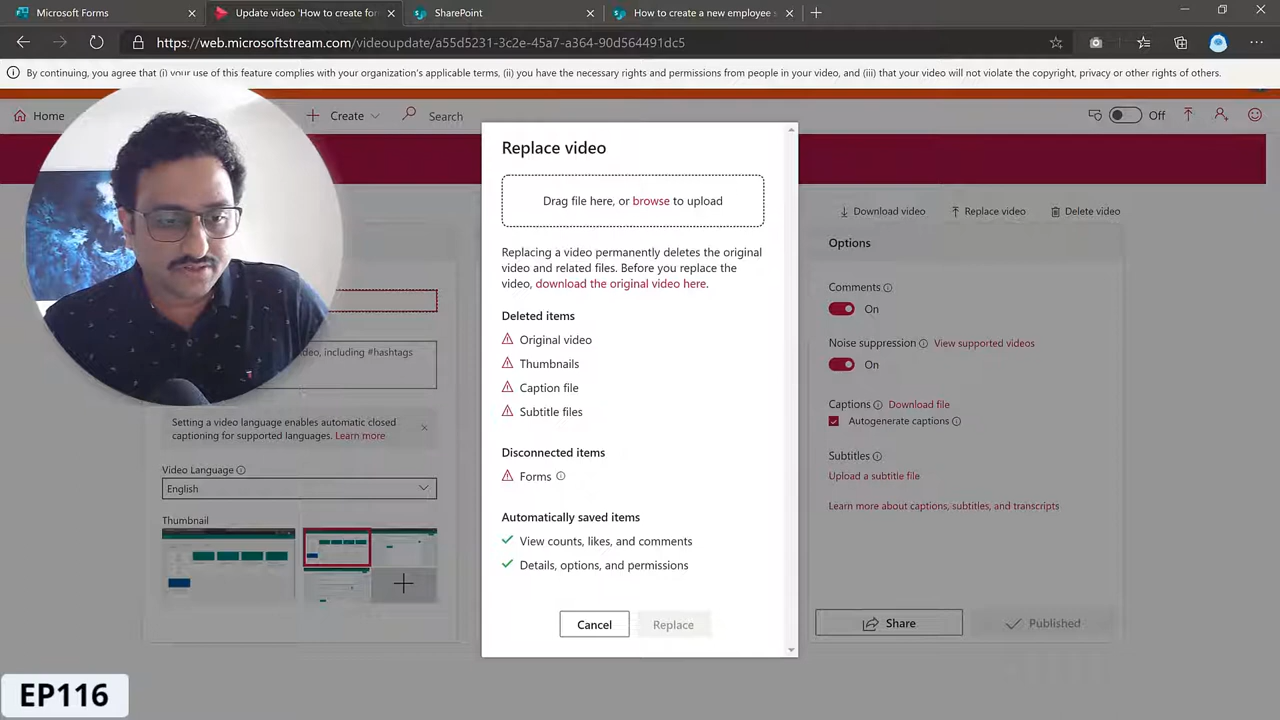 Microsoft Forms
Update video 'How to create for
SharePoint
How to create a new employee s
https://web.microsoftstream.com/videoupdate/a55d5231-3c2e-45a7-a364-90d564491dc5
By continuing, you agree that (i) your use of this feature complies with your organization's applicable terms, (ii) you have the necessary rights and permissions from people in your video, and (iii) that your video will not violate the copyright, privacy or other rights of others.
Home
Create
Search
Off
Download video
Replace video
Delete video
Replace video
Drag file here, or browse to upload
Replacing a video permanently deletes the original
video and related files. Before you replace the
video, download the original video here.
Deleted items
Original video
Thumbnails
Caption file
Subtitle files
Disconnected items
Forms
Automatically saved items
View counts, likes, and comments
Details, options, and permissions
Cancel
Replace
deo, including #hashtags
Setting a video language enables automatic closed
captioning for supported languages. Learn more
Video Language
English
Thumbnail
Options
Comments
On
Noise suppression
View supported videos
On
Captions
Download file
Autogenerate captions
Subtitles
Upload a subtitle file
Learn more about captions, subtitles, and transcripts
Share
Published
EP116